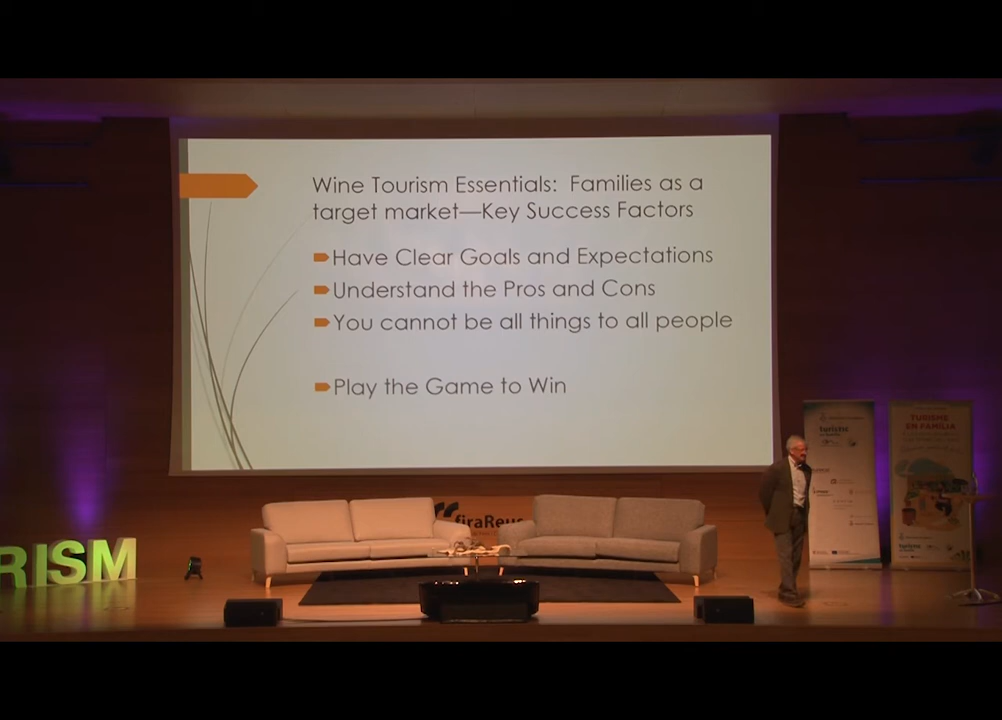 Wine Tourism Essentials: Families as a
target market—Key Success Factors
Have Clear Goals and Expectations
Understand the Pros and Cons
You cannot be all things to all people
Play the Game to Win
firaReus
RISM
turisme
TURISME
EN FAMÍLIA